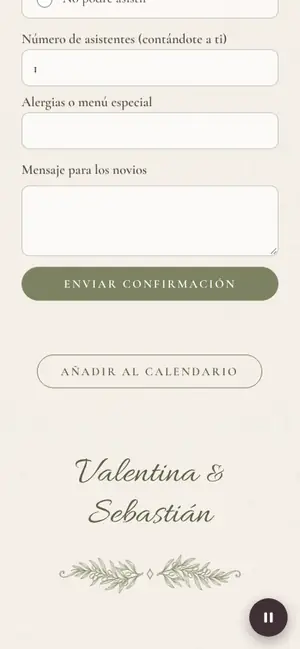 No podré asistir
Número de asistentes (contándote a ti)
1
Alergias o menú especial
Mensaje para los novios
ENVIAR CONFIRMACIÓN
AÑADIR AL CALENDARIO
Valentina &
Sebastián